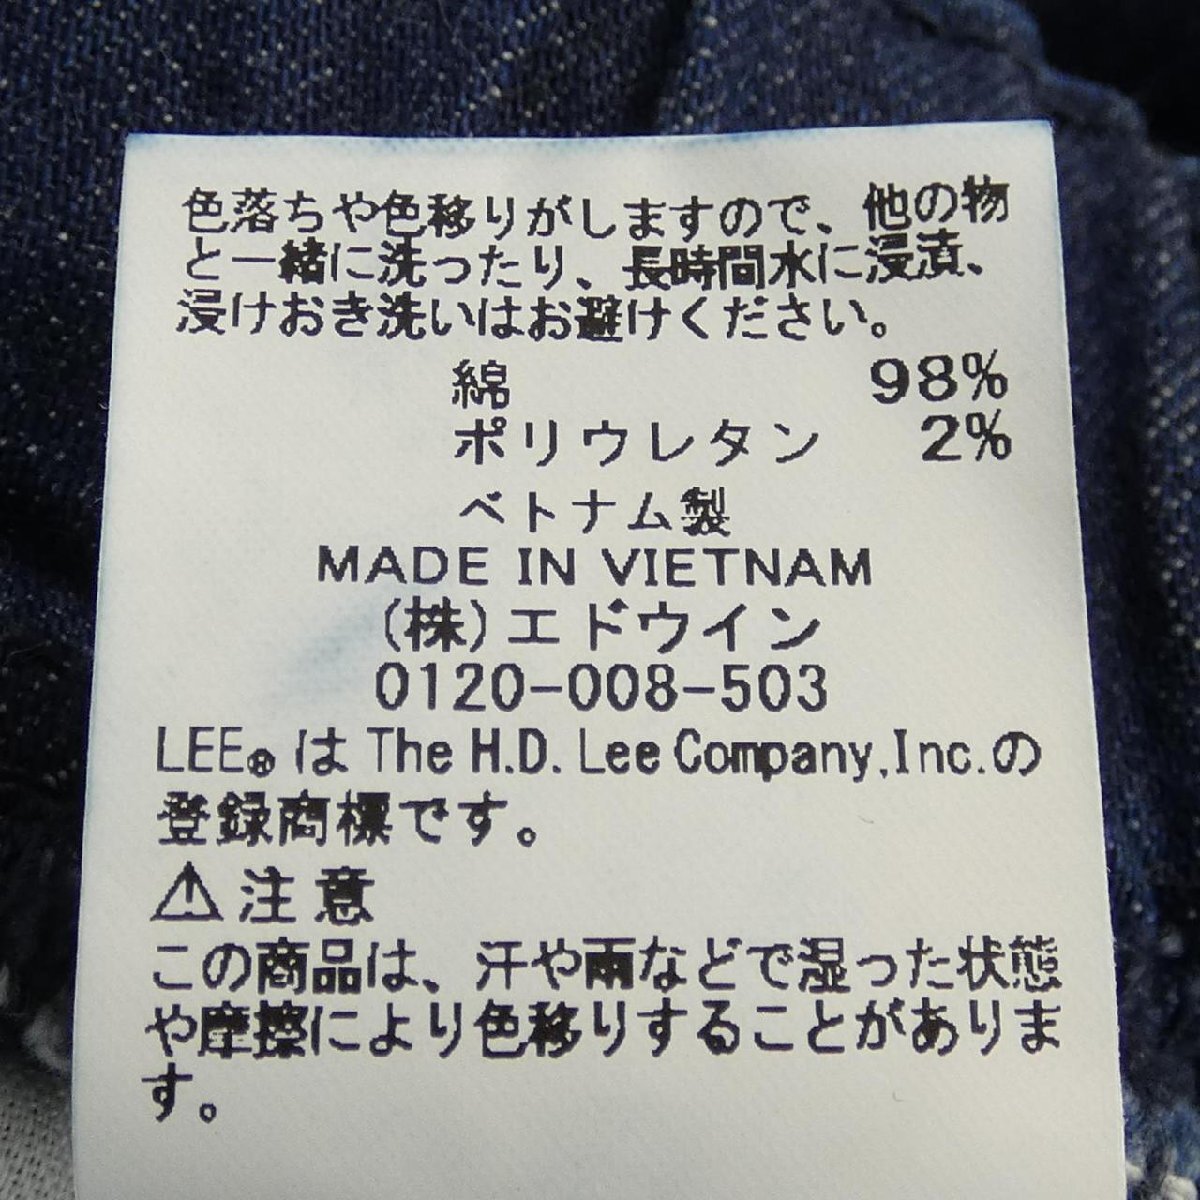 色落ちや色移りがしますので、他の物
と一緒に洗ったり、長時間水に浸漬、
浸けおき洗いはお避けください。
綿 98%
ポリウレタン 2%
ベトナム製
MADE IN VIETNAM
(株)エドウイン
0120-008-503
LEE® は The H.D. Lee Company,Inc.の
登録商標です。
⚠注意
この商品は、汗や雨などで湿った状態
や摩擦により色移りすることがありま
す。